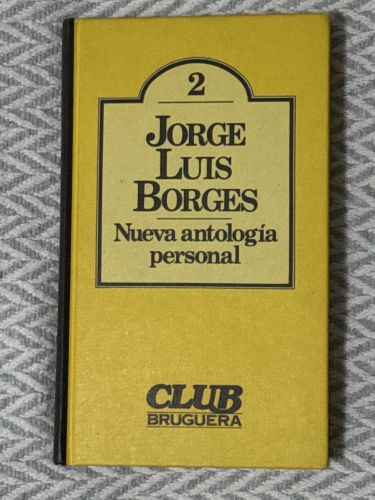 2
JORGE
LUIS
BORGES
Nueva antología
personal
CLUB
BRUGUERA